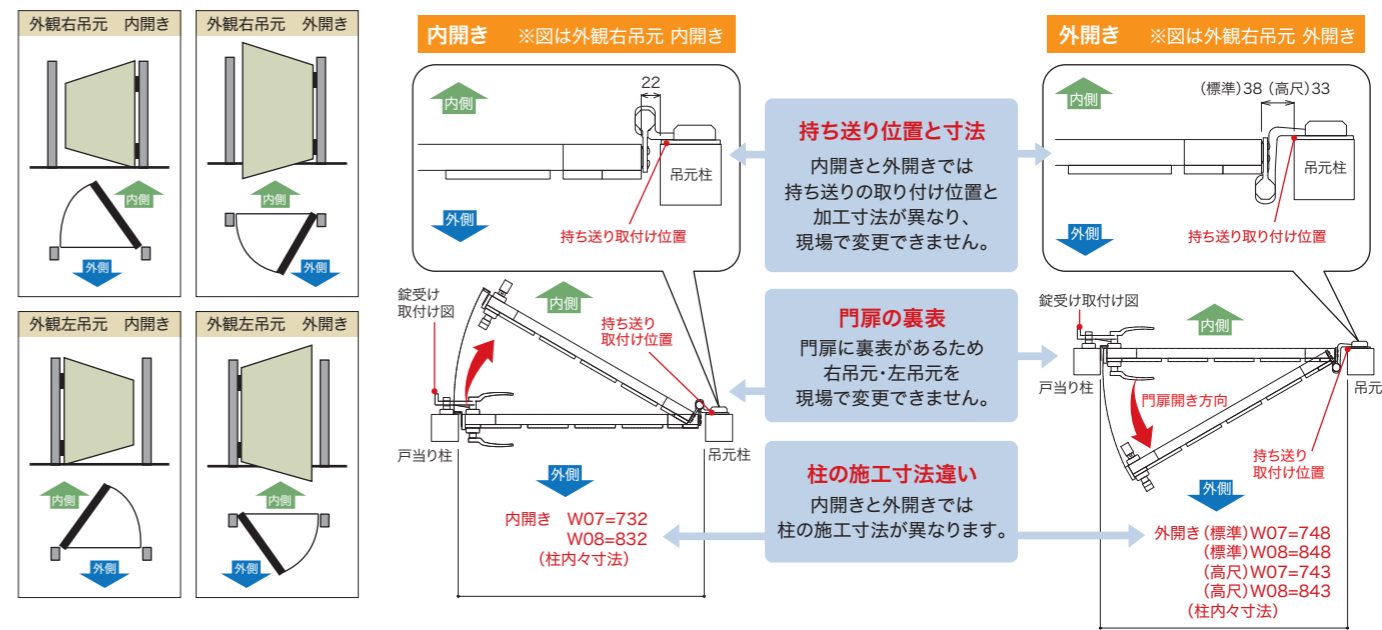 外観右吊元 内開き
内側
外側
外観右吊元 外開き
内側
外側
外観左吊元 内開き
内側
外側
外観左吊元 外開き
内側
外側
内開き ※図は外観右吊元 内開き
22
内側
吊元柱
外側
持ち送り取付け位置
錠受け
取付け図
内側
持ち送り
取付け位置
戸当り柱
吊元柱
外側
内開き W07=732
W08=832
(柱内々寸法)
持ち送り位置と寸法
内開きと外開きでは
持ち送りの取り付け位置と
加工寸法が異なり、
現場で変更できません。
門扉の裏表
門扉に裏表があるため
右吊元・左吊元を
現場で変更できません。
柱の施工寸法違い
内開きと外開きでは
柱の施工寸法が異なります。
外開き ※図は外観右吊元 外開き
(標準)38 (高尺)33
内側
吊元柱
外側
持ち送り取り付け位置
錠受け取付け図
内側
戸当り柱
吊元
門扉開き方向
持ち送り
取付け位置
外側
外開き(標準)W07=748
(標準)W08=848
(高尺)W07=743
(高尺)W08=843
(柱内々寸法)